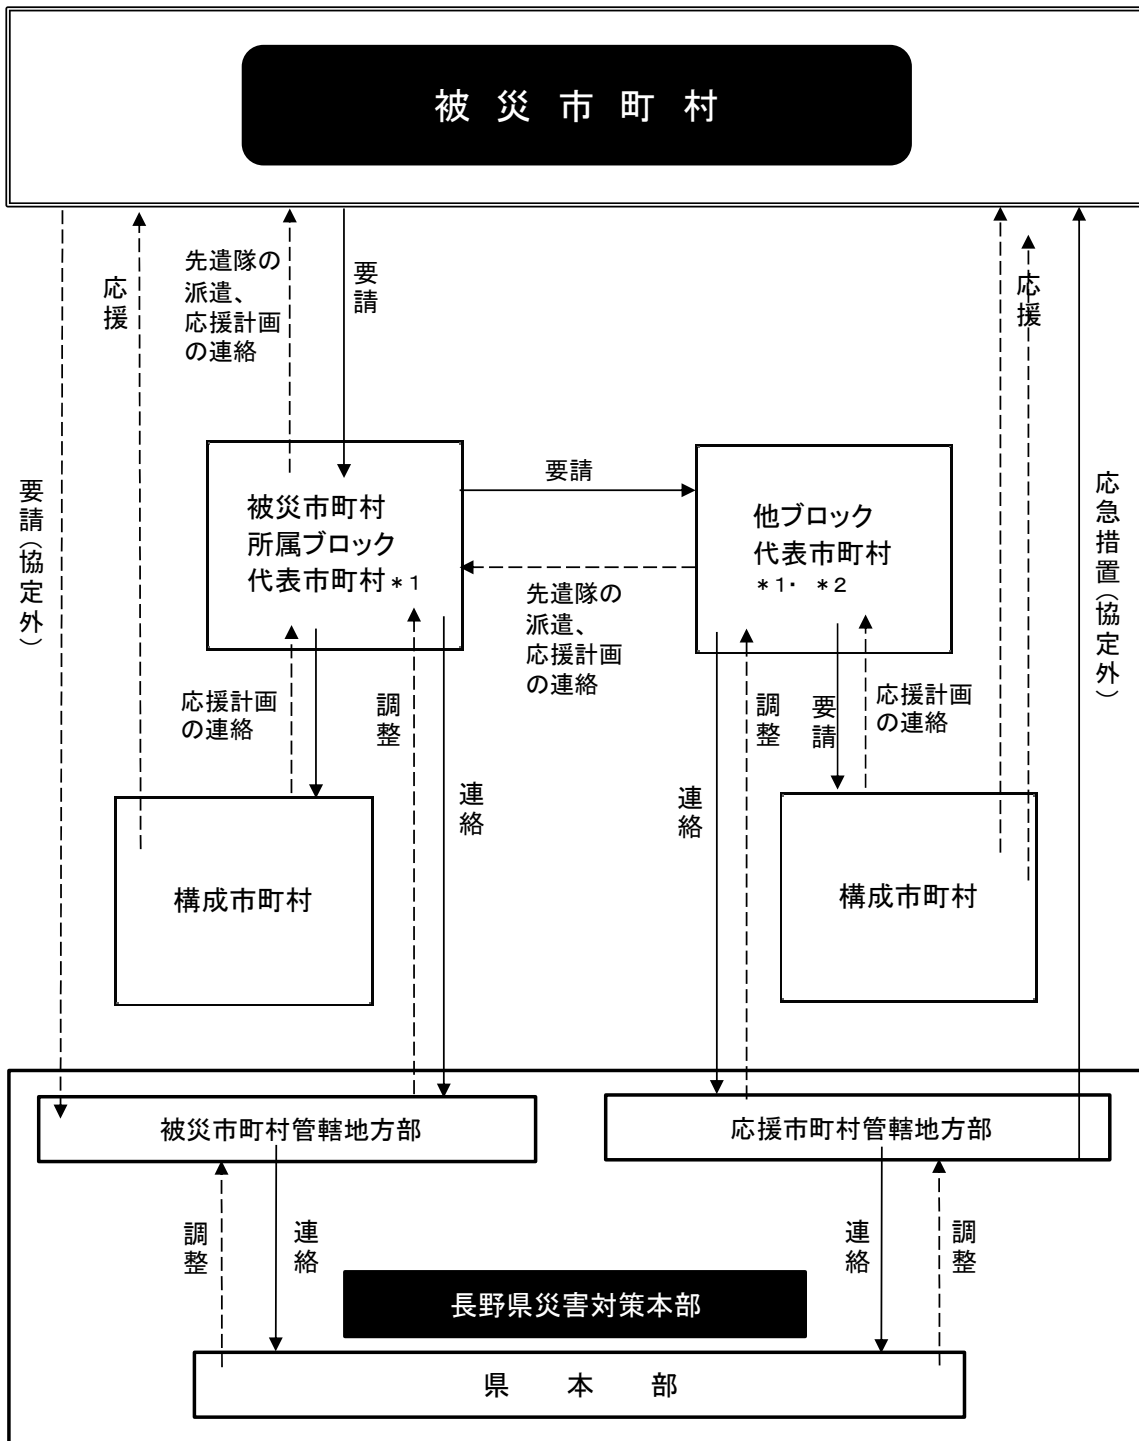 被災市町村
先遣隊の
派遣、
応援計画
の連絡
要請
応援
応援
要請（協定外）
応急措置（協定外）
被災市町村
所属ブロック
代表市町村＊1
要請
先遣隊の
派遣、
応援計画
の連絡
他ブロック
代表市町村
＊1・ ＊2
応援計画
の連絡
調整
連絡
連絡
調整
要請
応援計画
の連絡
構成市町村
構成市町村
被災市町村管轄地方部
応援市町村管轄地方部
調整
連絡
連絡
調整
長野県災害対策本部
県本部